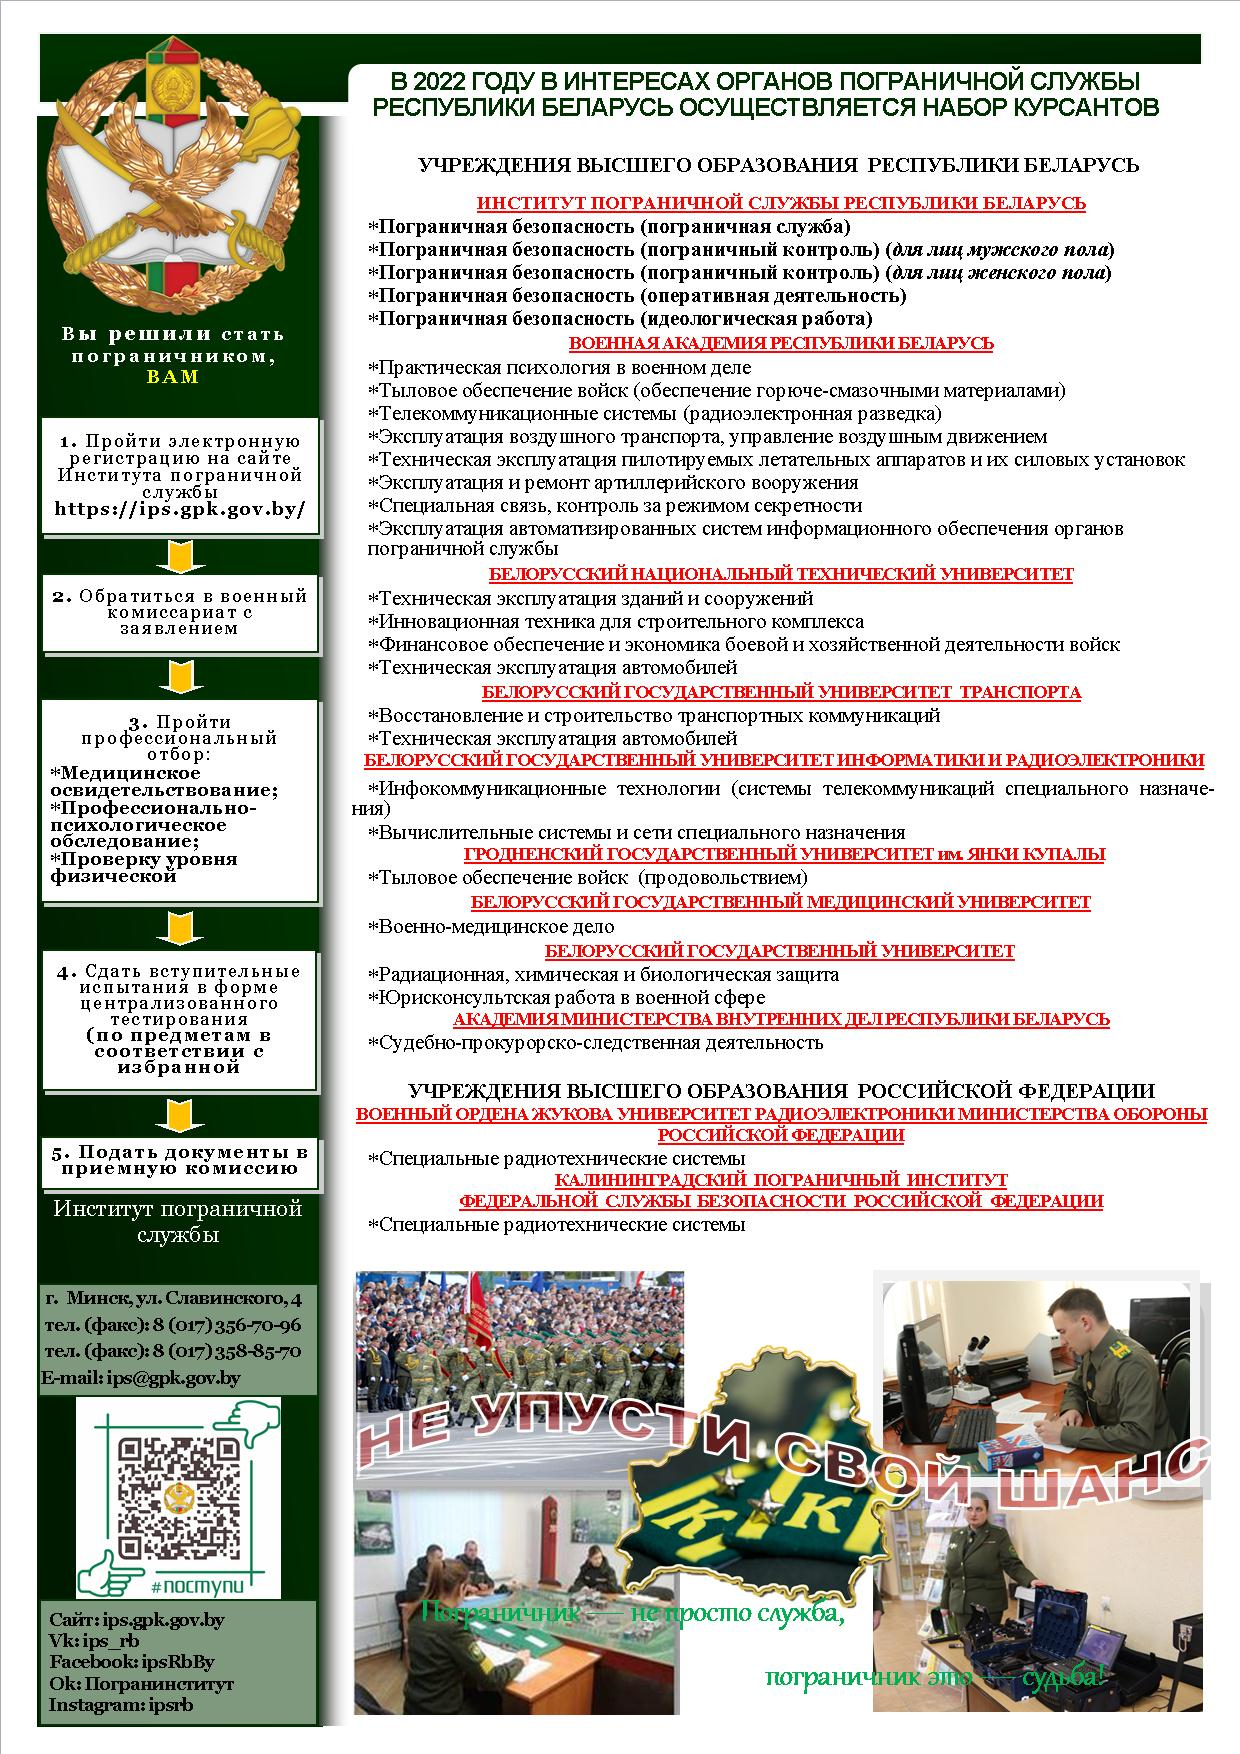 В 2022 ГОДУ В ИНТЕРЕСАХ ОРГАНОВ ПОГРАНИЧНОЙ СЛУЖБЫ
РЕСПУБЛИКИ БЕЛАРУСЬ ОСУЩЕСТВЛЯЕТСЯ НАБОР КУРСАНТОВ
Вы решили стать
пограничником,
ВАМ
1. Пройти электронную
регистрацию на сайте
Института пограничной
службы
https://ips.gpk.gov.by/
2. Обратиться в военный
комиссариат с
заявлением
3. Пройти
профессиональный
отбор:
*Медицинское
освидетельствование;
*Профессионально-
психологическое
обследование;
*Проверку уровня
физической
4. Сдать вступительные
испытания в форме
централизованного
тестирования
(по предметам в
соответствии с
избранной
5. Подать документы в
приемную комиссию
Институт пограничной
службы
г. Минск, ул. Славинского, 4
тел. (факс): 8 (017) 356-70-96
тел. (факс): 8 (017) 358-85-70
E-mail: ips@gpk.gov.by
#поступи
Сайт: ips.gpk.gov.by
Vk: ips_rb
Facebook: ipsRbBy
Ok: Погранинститут
Instagram: ipsrb
УЧРЕЖДЕНИЯ ВЫСШЕГО ОБРАЗОВАНИЯ РЕСПУБЛИКИ БЕЛАРУСЬ
ИНСТИТУТ ПОГРАНИЧНОЙ СЛУЖБЫ РЕСПУБЛИКИ БЕЛАРУСЬ
*Пограничная безопасность (пограничная служба)
*Пограничная безопасность (пограничный контроль) (для лиц мужского пола)
*Пограничная безопасность (пограничный контроль) (для лиц женского пола)
*Пограничная безопасность (оперативная деятельность)
*Пограничная безопасность (идеологическая работа)
ВОЕННАЯ АКАДЕМИЯ РЕСПУБЛИКИ БЕЛАРУСЬ
*Практическая психология в военном деле
*Тыловое обеспечение войск (обеспечение горюче-смазочными материалами)
*Телекоммуникационные системы (радиоэлектронная разведка)
*Эксплуатация воздушного транспорта, управление воздушным движением
*Техническая эксплуатация пилотируемых летательных аппаратов и их силовых установок
*Эксплуатация и ремонт артиллерийского вооружения
*Специальная связь, контроль за режимом секретности
*Эксплуатация автоматизированных систем информационного обеспечения органов
пограничной службы
БЕЛОРУССКИЙ НАЦИОНАЛЬНЫЙ ТЕХНИЧЕСКИЙ УНИВЕРСИТЕТ
*Техническая эксплуатация зданий и сооружений
*Инновационная техника для строительного комплекса
*Финансовое обеспечение и экономика боевой и хозяйственной деятельности войск
*Техническая эксплуатация автомобилей
БЕЛОРУССКИЙ ГОСУДАРСТВЕННЫЙ УНИВЕРСИТЕТ ТРАНСПОРТА
*Восстановление и строительство транспортных коммуникаций
*Техническая эксплуатация автомобилей
БЕЛОРУССКИЙ ГОСУДАРСТВЕННЫЙ УНИВЕРСИТЕТ ИНФОРМАТИКИ И РАДИОЭЛЕКТРОНИКИ
*Инфокоммуникационные технологии (системы телекоммуникаций специального назначе-
ния)
*Вычислительные системы и сети специального назначения
ГРОДНЕНСКИЙ ГОСУДАРСТВЕННЫЙ УНИВЕРСИТЕТ им. ЯНКИ КУПАЛЫ
*Тыловое обеспечение войск (продовольствием)
БЕЛОРУССКИЙ ГОСУДАРСТВЕННЫЙ МЕДИЦИНСКИЙ УНИВЕРСИТЕТ
*Военно-медицинское дело
БЕЛОРУССКИЙ ГОСУДАРСТВЕННЫЙ УНИВЕРСИТЕТ
*Радиационная, химическая и биологическая защита
*Юрисконсультская работа в военной сфере
АКАДЕМИЯ МИНИСТЕРСТВА ВНУТРЕННИХ ДЕЛ РЕСПУБЛИКИ БЕЛАРУСЬ
*Судебно-прокурорско-следственная деятельность
УЧРЕЖДЕНИЯ ВЫСШЕГО ОБРАЗОВАНИЯ РОССИЙСКОЙ ФЕДЕРАЦИИ
ВОЕННЫЙ ОРДЕНА ЖУКОВА УНИВЕРСИТЕТ РАДИОЭЛЕКТРОНИКИ МИНИСТЕРСТВА ОБОРОНЫ
РОССИЙСКОЙ ФЕДЕРАЦИИ
*Специальные радиотехнические системы
КАЛИНИНГРАДСКИЙ ПОГРАНИЧНЫЙ ИНСТИТУТ
ФЕДЕРАЛЬНОЙ СЛУЖБЫ БЕЗОПАСНОСТИ РОССИЙСКОЙ ФЕДЕРАЦИИ
*Специальные радиотехнические системы
НЕ УПУСТИ СВОЙ ШАНС
К К
Пограничник — не просто служба,
пограничник это — судьба!